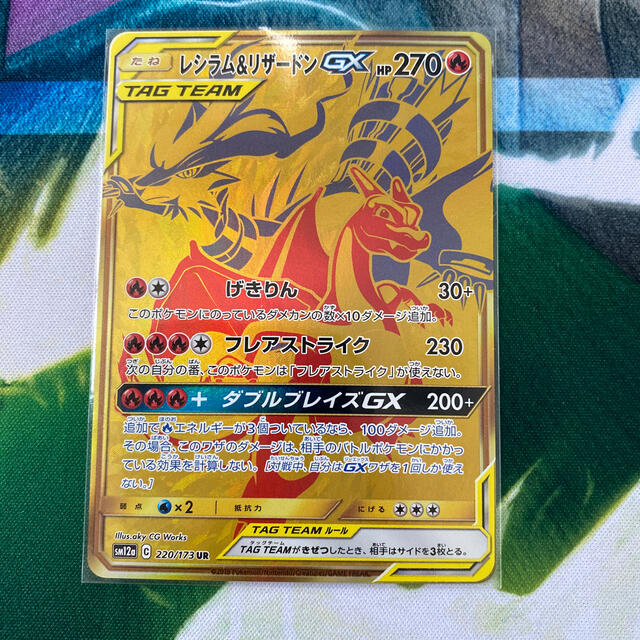 たね レシラム&リザードンGX HP270
TAG TEAM
げきりん 30+
このポケモンにのっているダメカンの数×10ダメージ追加。
フレアストライク 230
次の自分の番、このポケモンは「フレアストライク」が使えない。
+ ダブルブレイズGX 200+
追加で エネルギーが3個ついているなら、100ダメージ追加。
その場合、このワザのダメージは、相手のバトルポケモンにかかっ
ている効果を計算しない。[対戦中、自分はGXワザを1回しか使え
ない。]
弱点 ×2 抵抗力 にげる
Illus.aky CG Works
TAG TEAM ルール
sm12a C 220/173 UR
TAG TEAMがきぜつしたとき、相手はサイドを3枚とる。
©2019 Pokémon/Nintendo/Creatures/GAME FREAK.